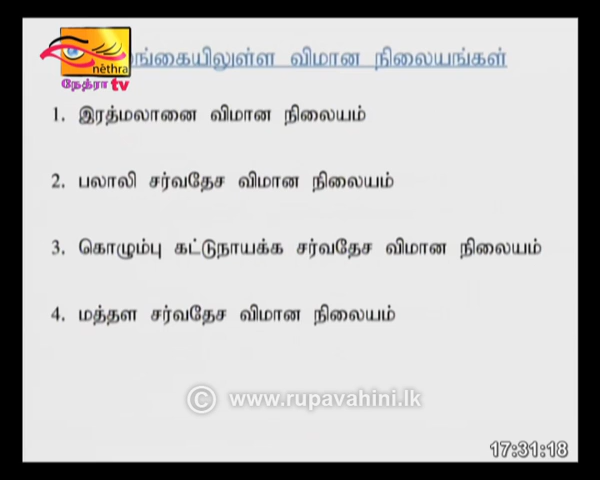 nēthra
நேத்ரா tv
விமான நிலையங்கள்
1. இரத்மலானை விமான நிலையம்
2. பலாலி சர்வதேச விமான நிலையம்
3. கொழும்பு கட்டுநாயக்க சர்வதேச விமான நிலையம்
4. மத்தள சர்வதேச விமான நிலையம்
© www.rupavahini.lk
17:31:18